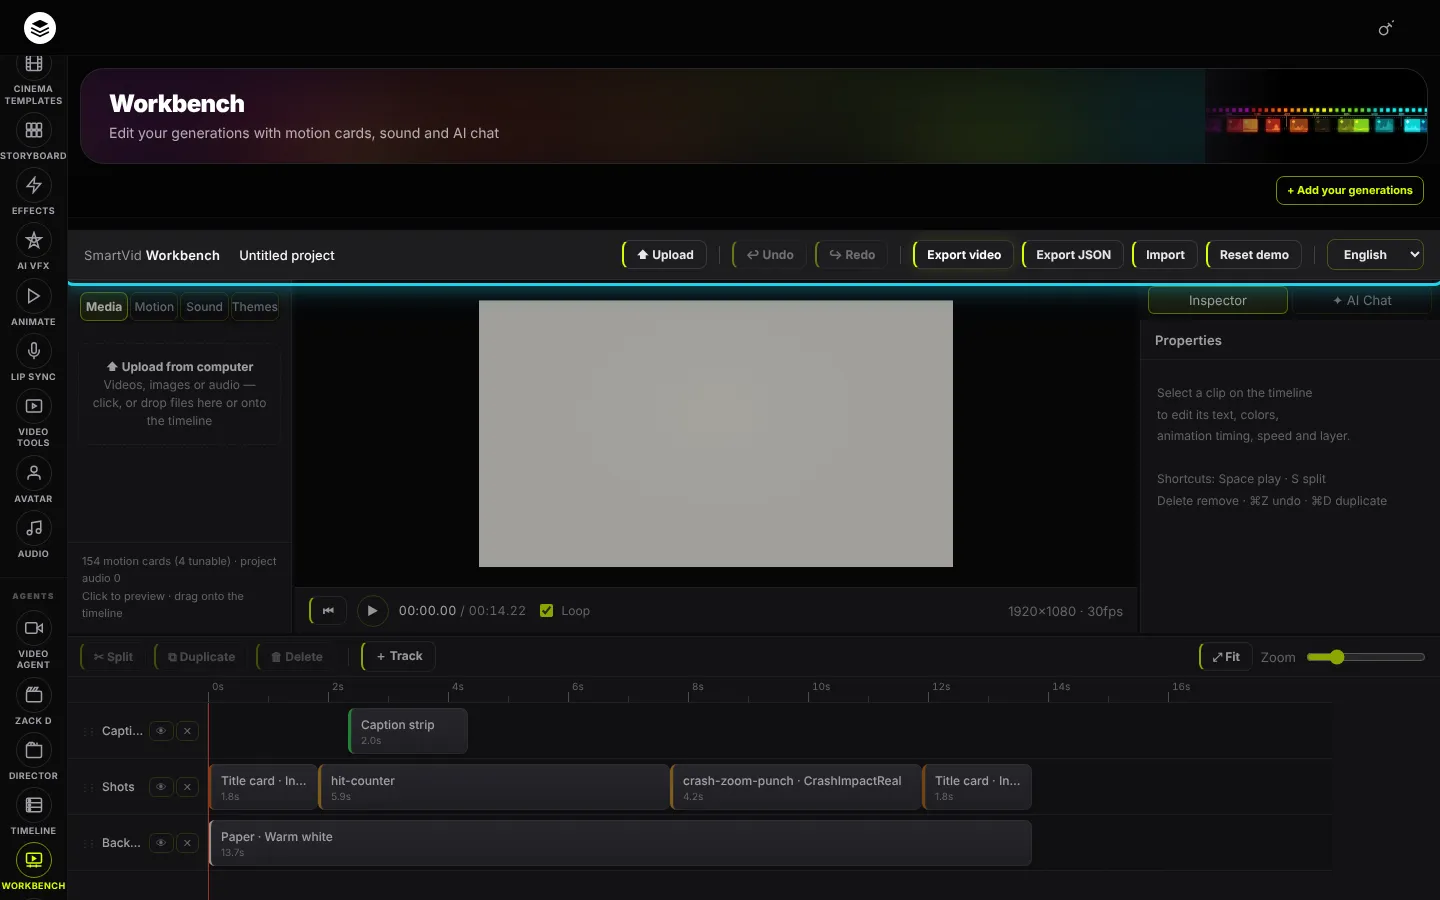 Workbench
Edit your generations with motion cards, sound and AI chat
+ Add your generations
SmartVid Workbench
Untitled project
Upload
Undo
Redo
Export video
Export JSON
Import
Reset demo
English
CINEMA
TEMPLATES
STORYBOARD
EFFECTS
AI VFX
ANIMATE
LIP SYNC
VIDEO
TOOLS
AVATAR
AUDIO
AGENTS
VIDEO
AGENT
ZACK D
DIRECTOR
TIMELINE
WORKBENCH
Media
Motion
Sound
Themes
Upload from computer
Videos, images or audio —
click, or drop files here or onto
the timeline
154 motion cards (4 tunable) · project
audio 0
Click to preview · drag onto the
timeline
00:00.00 / 00:14.22
Loop
1920×1080 · 30fps
Inspector
✦ AI Chat
Properties
Select a clip on the timeline
to edit its text, colors,
animation timing, speed and layer.
Shortcuts: Space play · S split
Delete remove · ⌘Z undo · ⌘D duplicate
Split
Duplicate
Delete
+ Track
Fit
Zoom
0s
2s
4s
6s
8s
10s
12s
14s
16s
Capti...
Caption strip
2.0s
Shots
Title card · In...
1.8s
hit-counter
5.9s
crash-zoom-punch · CrashImpactReal
4.2s
Title card · In...
1.8s
Back...
Paper · Warm white
13.7s